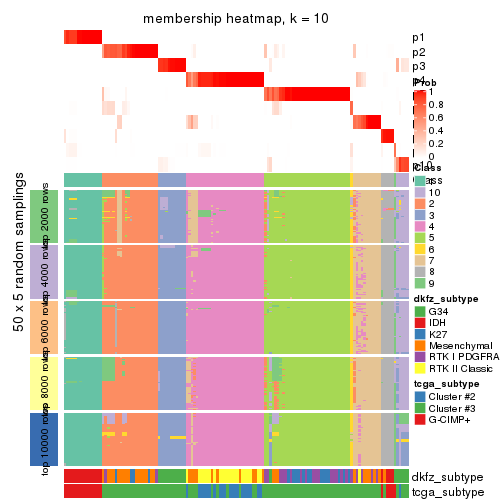 membership heatmap, k = 10
p1
p2
p3
p4
Prob
1
0.8
0.6
0.4
0.2
0
p10
Class
10
2
3
4
5
6
7
8
9
dkfz_subtype
G34
IDH
K27
Mesenchymal
RTK I PDGFRA
RTK II Classic
tcga_subtype
Cluster #2
Cluster #3
G-CIMP+
50 x 5 random samplings
top 2000 rows
top 4000 rows
top 6000 rows
top 8000 rows
top 10000 rows
dkfz_subtype
tcga_subtype